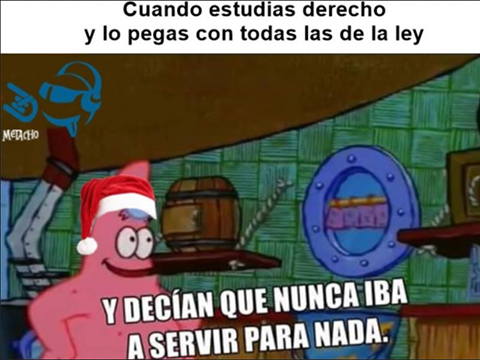 Cuando estudias derecho
y lo pegas con todas las de la ley
METACHO
Y DECÍAN QUE NUNCA IBA
A SERVIR PARA NADA.